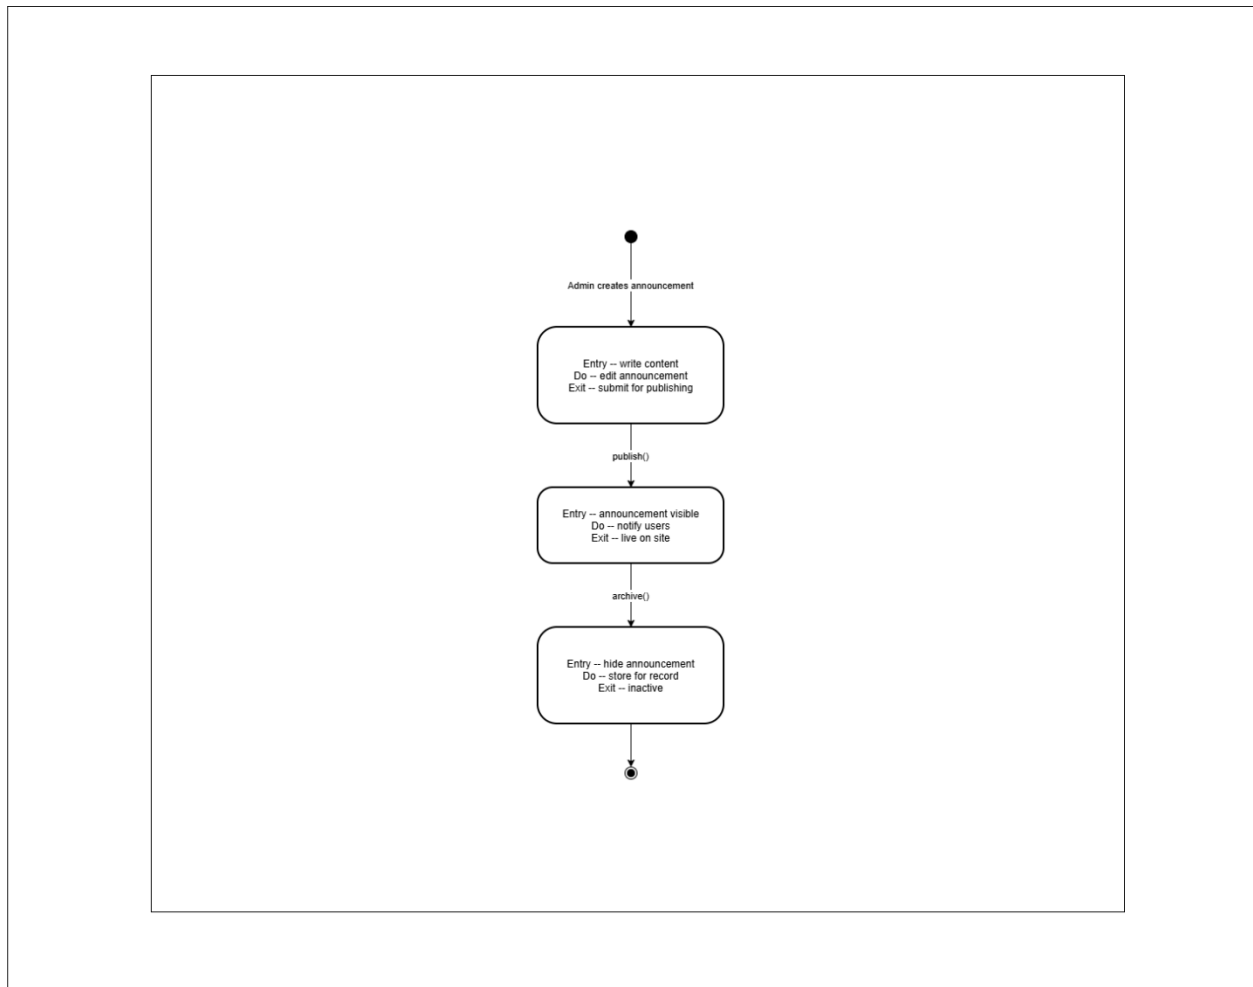 Admin creates announcement
Entry -- write content
Do -- edit announcement
Exit -- submit for publishing
publish()
Entry -- announcement visible
Do -- notify users
Exit -- live on site
archive()
Entry -- hide announcement
Do -- store for record
Exit -- inactive